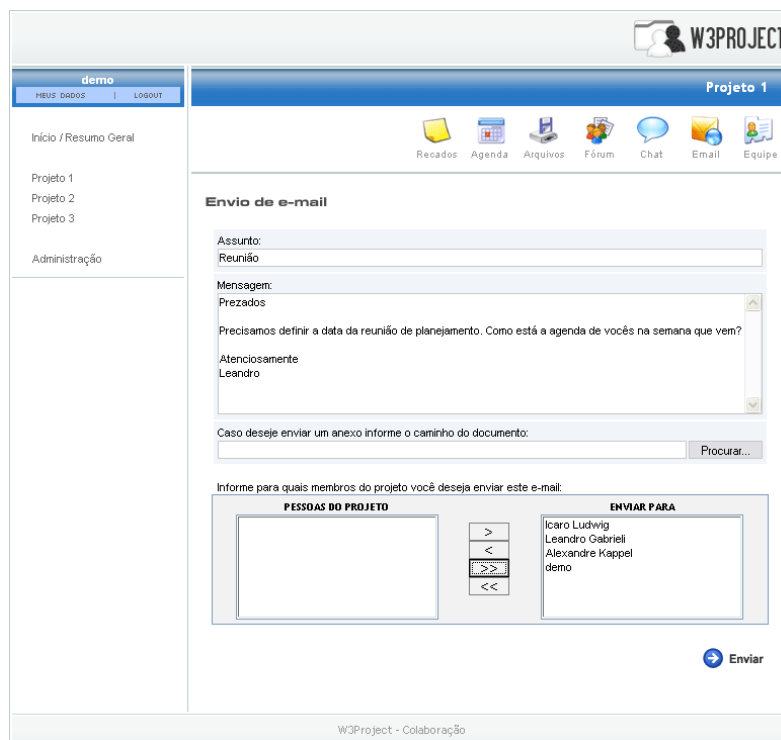 W3PROJECT
demo
MEUS DADOS | LOGOUT
Projeto 1
Início / Resumo Geral
Recados Agenda Arquivos Fórum Chat Email Equipe
Projeto 1
Projeto 2
Projeto 3
Administração
Envio de e-mail
Assunto:
Reunião
Mensagem:
Prezados
Precisamos definir a data da reunião de planejamento. Como está a agenda de vocês na semana que vem?
Atenciosamente
Leandro
Caso deseje enviar um anexo informe o caminho do documento:
Procurar...
Informe para quais membros do projeto você deseja enviar este e-mail:
PESSOAS DO PROJETO
ENVIAR PARA
>
<
>>
<<
Icaro Ludwig
Leandro Gabrieli
Alexandre Kappel
demo
Enviar
W3Project - Colaboração